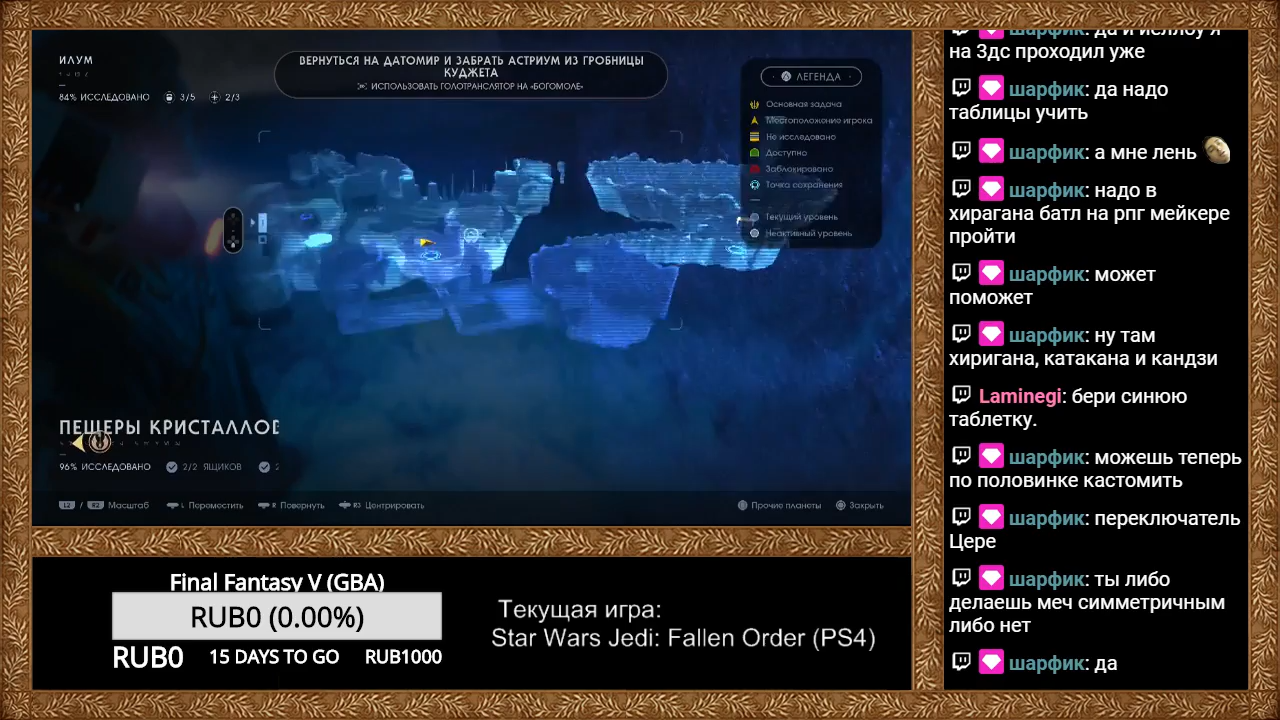 ИЛУМ
84% ИССЛЕДОВАНО 3/5 2/3
ВЕРНУТЬСЯ НА ДАТОМИР И ЗАБРАТЬ АСТРИУМ ИЗ ГРОБНИЦЫ
КУДЖЕТА
ИСПОЛЬЗОВАТЬ ГОЛОТРАНСЛЯТОР НА «БОГОМОЛЕ»
ЛЕГЕНДА
Основная задача
Местоположение игрока
Не исследовано
Доступно
Заблокировано
Точка сохранения
Текущий уровень
Неактивный уровень
ПЕЩЕРЫ КРИСТАЛЛОВ
96% ИССЛЕДОВАНО 2/2 ЯЩИКОВ
L2 / R2 Масштаб L Переместить R Повернуть R3 Центрировать
Прочие планеты Закрыть
Final Fantasy V (GBA)
RUB0 (0.00%)
RUB0 15 DAYS TO GO RUB1000
Текущая игра:
Star Wars Jedi: Fallen Order (PS4)
на 3дс проходил уже
шарфик: да надо
таблицы учить
шарфик: а мне лень
шарфик: надо в
хирагана батл на рпг мейкере
пройти
шарфик: может
поможет
шарфик: ну там
хиригана, катакана и кандзи
Laminegi: бери синюю
таблетку.
шарфик: можешь теперь
по половинке кастомить
шарфик: переключатель
Цере
шарфик: ты либо
делаешь меч симметричным
либо нет
шарфик: да